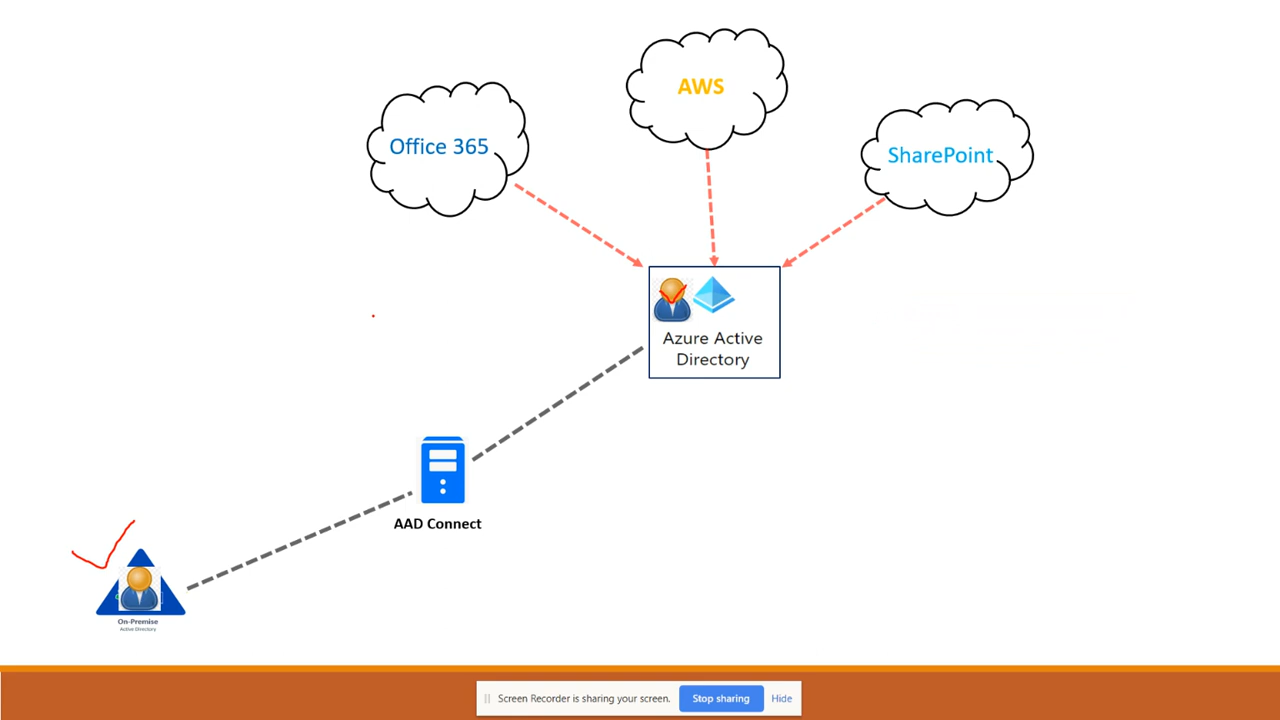 AWS
Office 365
SharePoint
Azure Active
Directory
AAD Connect
On-Premise
Active Directory
Screen Recorder is sharing your screen.
Stop sharing
Hide